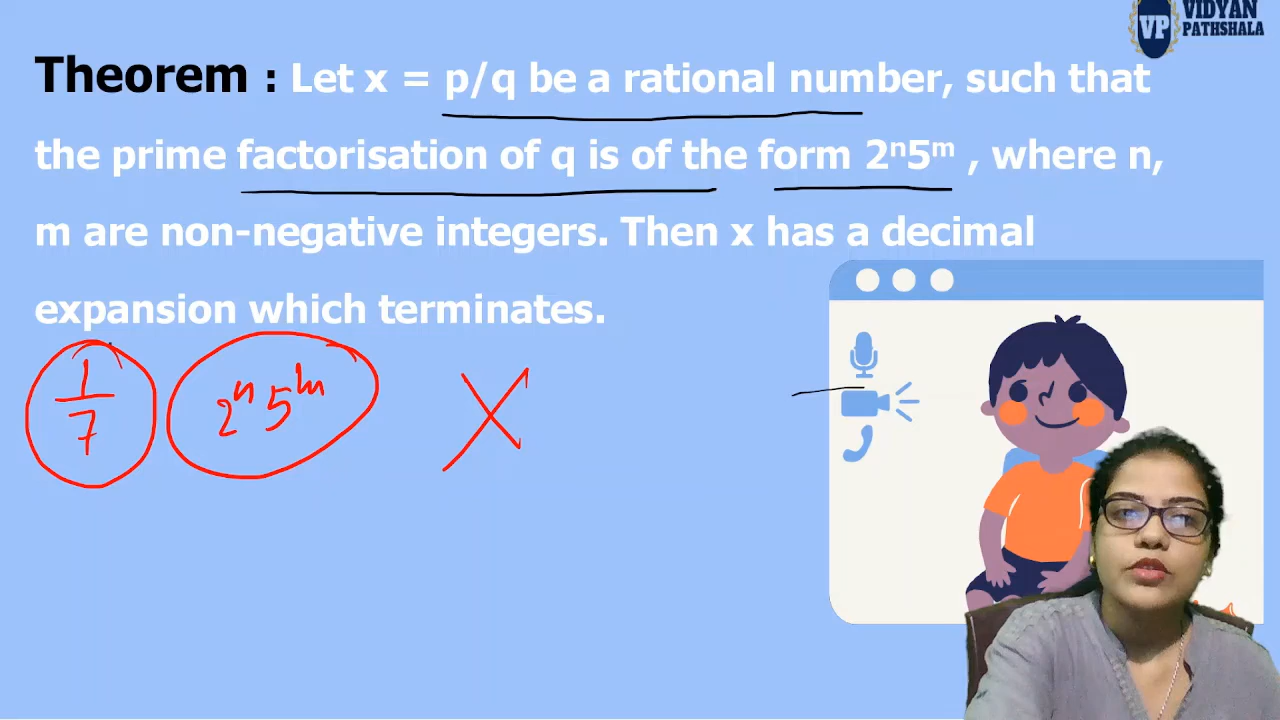 VIDYAN
PATHSHALA
VP
Theorem : Let x = p/q be a rational number, such that
the prime factorisation of q is of the form 2ⁿ5ᵐ , where n,
m are non-negative integers. Then x has a decimal
expansion which terminates.
1/7 2ⁿ5ᵐ X